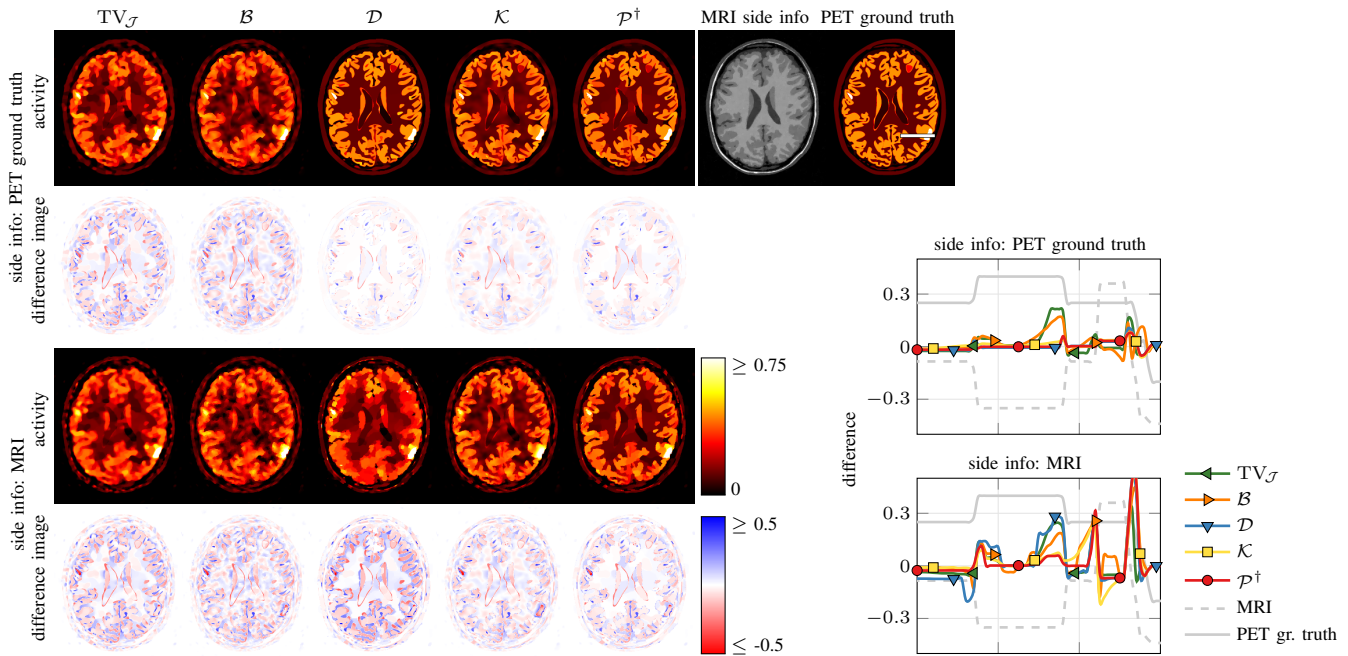 TV𝒥 ℬ 𝒟 𝒦 𝒫† MRI side info PET ground truth
side info: PET ground truth
activity
difference image
side info: MRI
activity
difference image
≥ 0.75
0
≥ 0.5
≤ -0.5
side info: PET ground truth
0.3
0
−0.3
difference
side info: MRI
0.3
0
−0.3
TV𝒥
ℬ
𝒟
𝒦
𝒫†
MRI
PET gr. truth